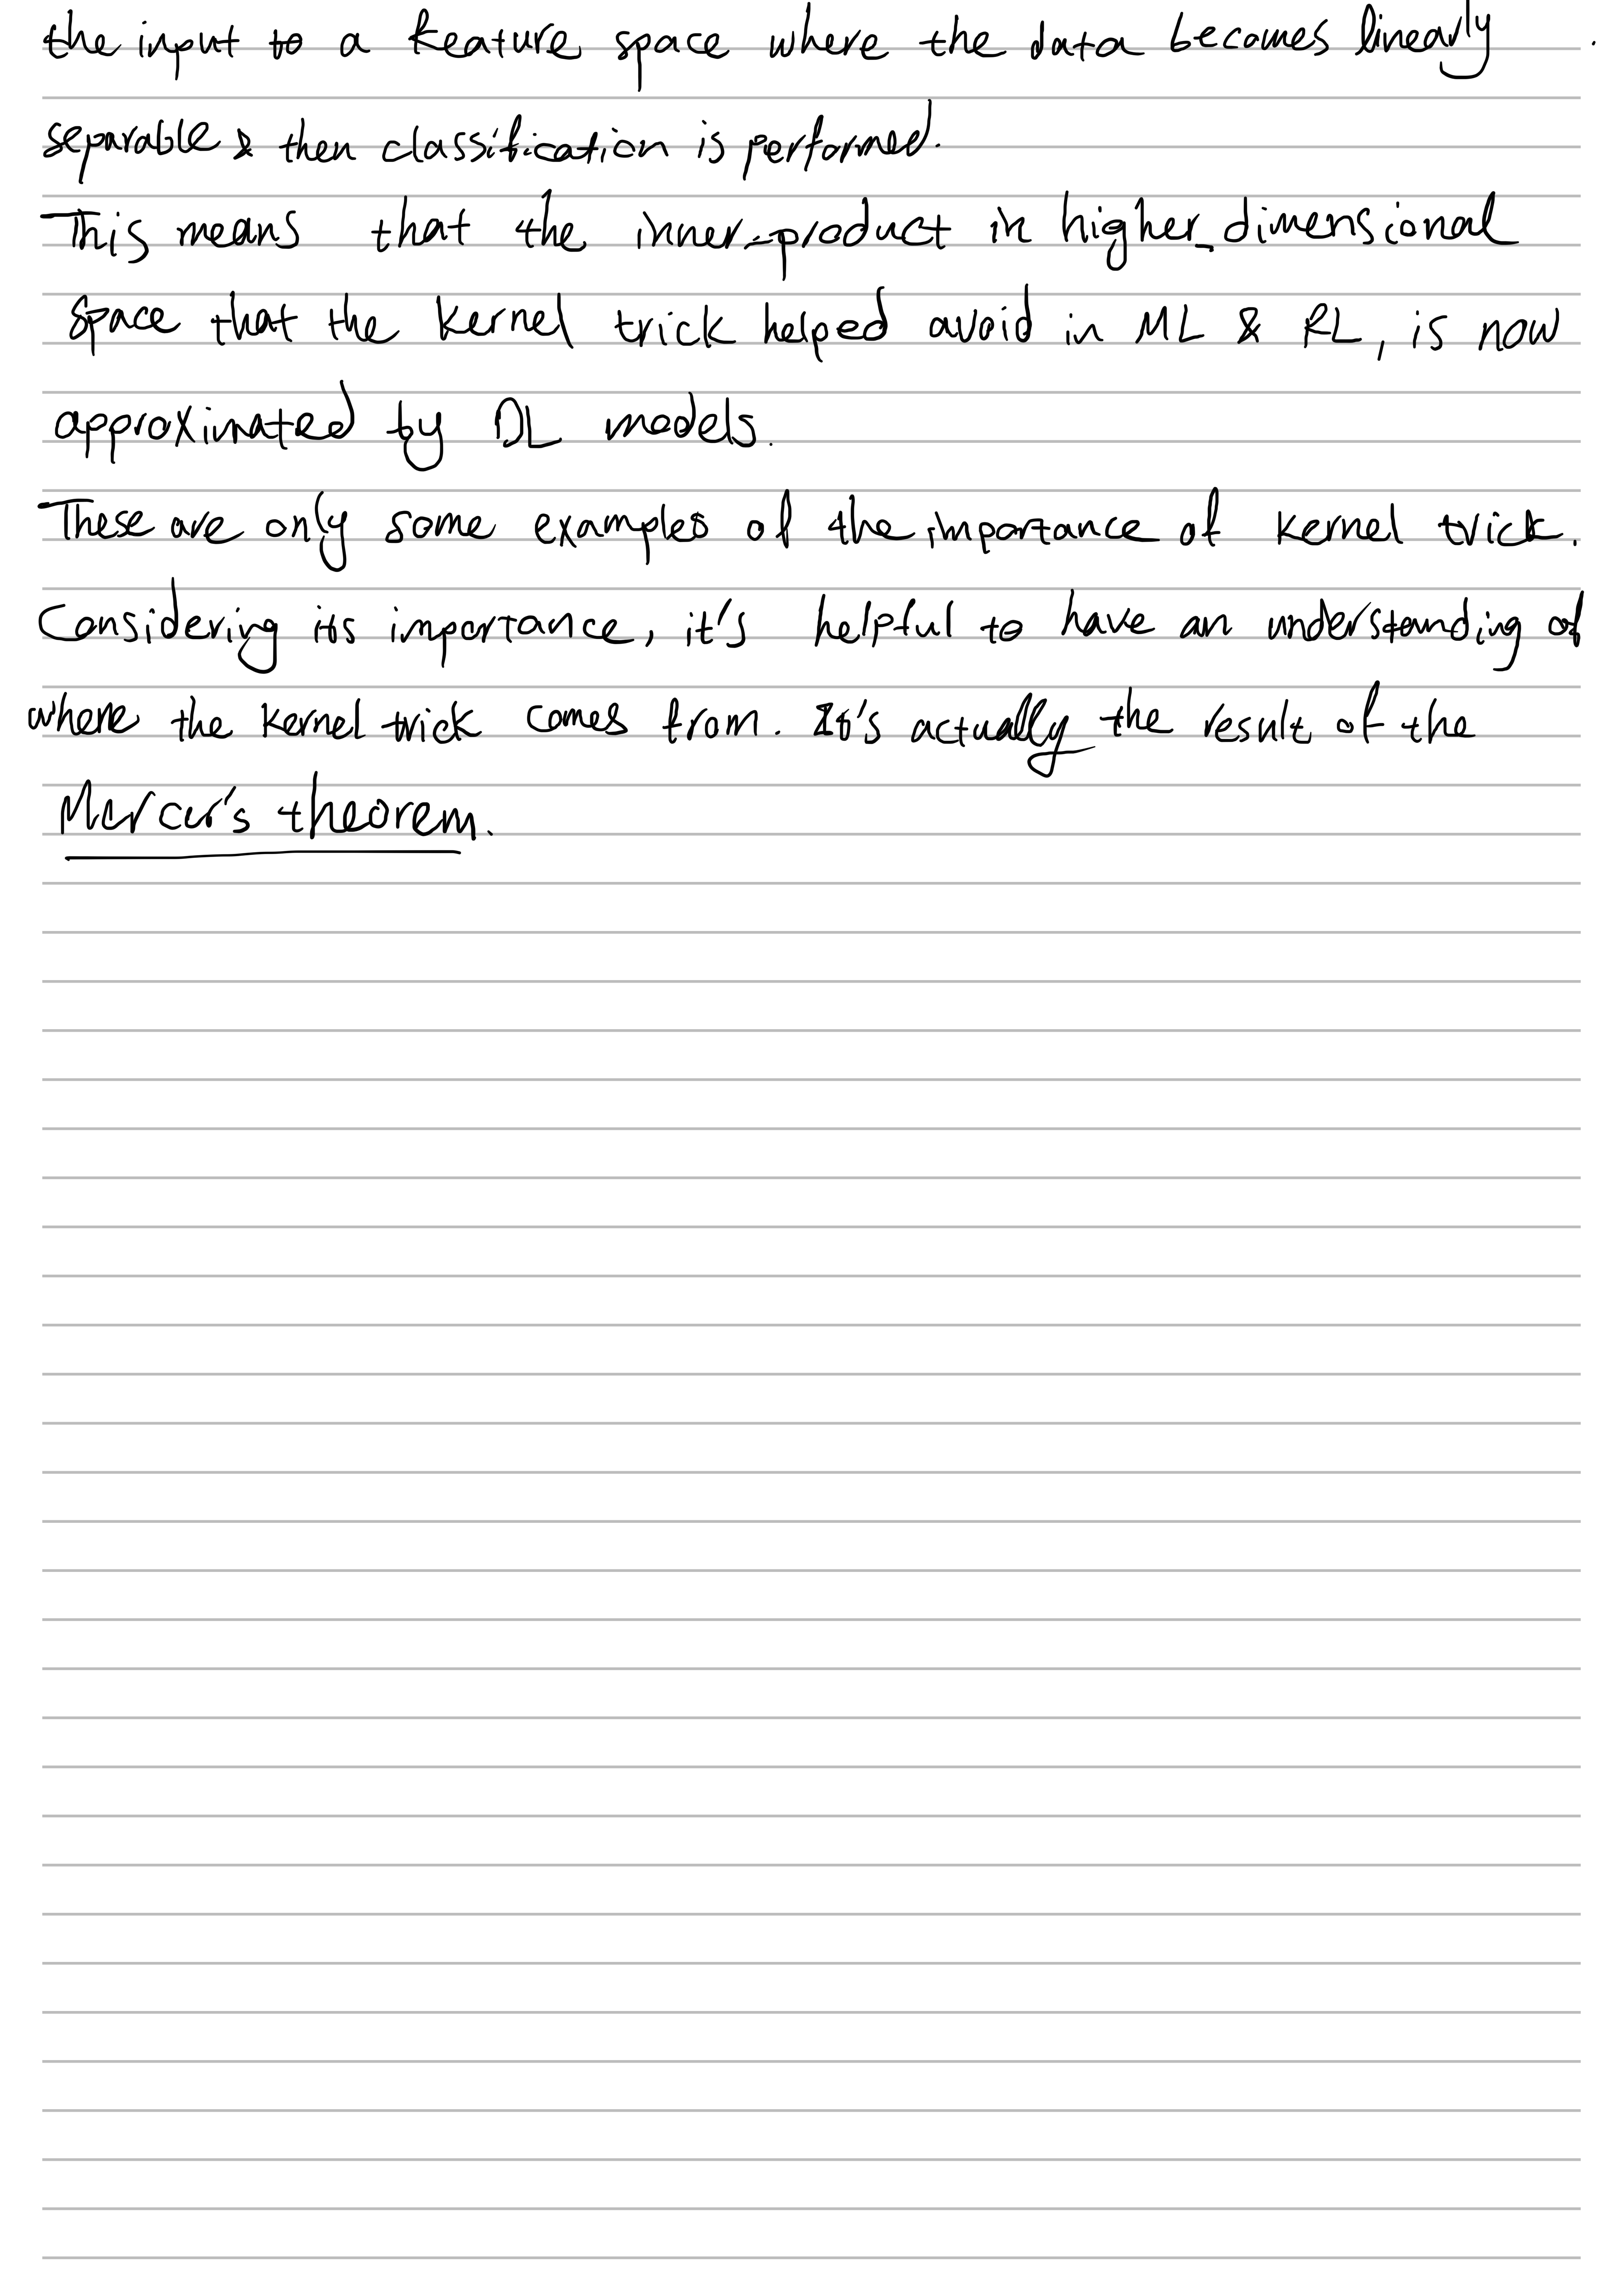 the input to a feature space where the data becomes linearly
separable & then classification is performed.
This means that the inner-product in higher-dimensional
space that the kernel trick helped avoid in ML & RL, is now
approximated by DL models.
These are only some examples of the importance of kernel trick.
Considering its importance, it's helpful to have an understanding of
where the kernel trick comes from. It's actually the result of the
Mercer's theorem.